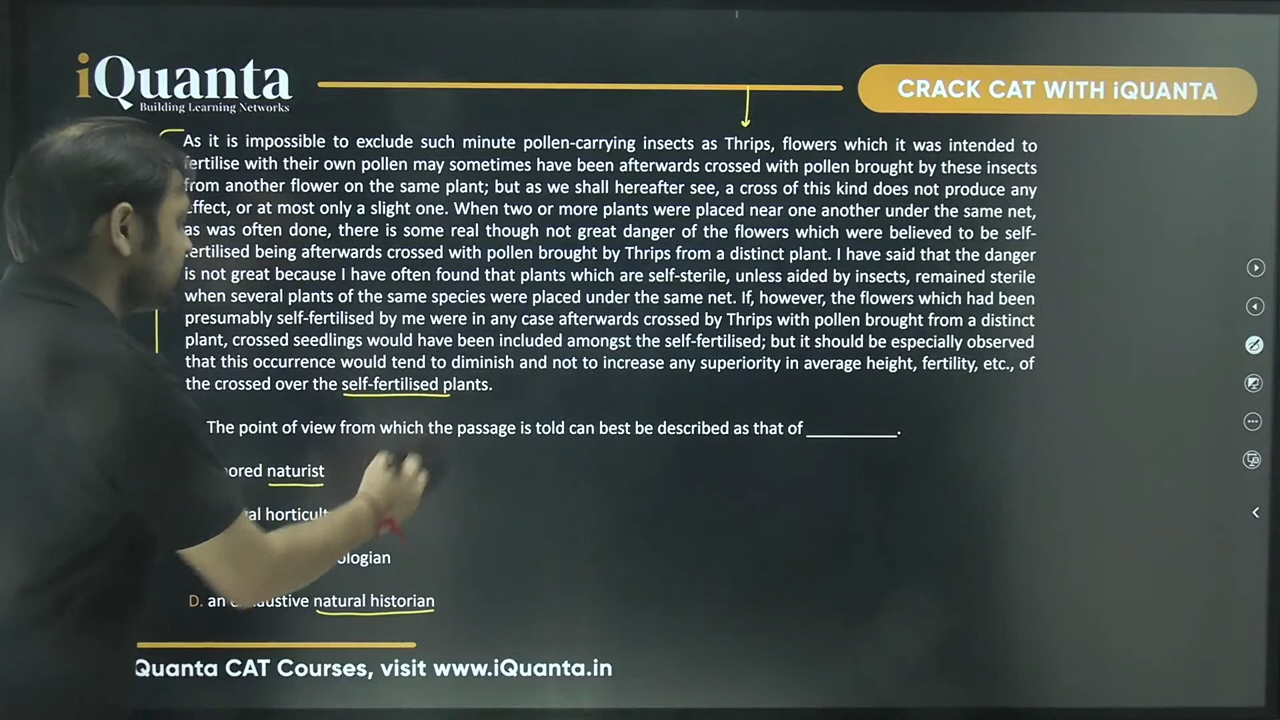 iQuanta
Building Learning Networks
CRACK CAT WITH iQUANTA
As it is impossible to exclude such minute pollen-carrying insects as Thrips, flowers which it was intended to
fertilise with their own pollen may sometimes have been afterwards crossed with pollen brought by these insects
from another flower on the same plant; but as we shall hereafter see, a cross of this kind does not produce any
effect, or at most only a slight one. When two or more plants were placed near one another under the same net,
as was often done, there is some real though not great danger of the flowers which were believed to be self-
fertilised being afterwards crossed with pollen brought by Thrips from a distinct plant. I have said that the danger
is not great because I have often found that plants which are self-sterile, unless aided by insects, remained sterile
when several plants of the same species were placed under the same net. If, however, the flowers which had been
presumably self-fertilised by me were in any case afterwards crossed by Thrips with pollen brought from a distinct
plant, crossed seedlings would have been included amongst the self-fertilised; but it should be especially observed
that this occurrence would tend to diminish and not to increase any superiority in average height, fertility, etc., of
the crossed over the self-fertilised plants.
The point of view from which the passage is told can best be described as that of __________.
naturist
D. an natural historian
Quanta CAT Courses, visit www.iQuanta.in